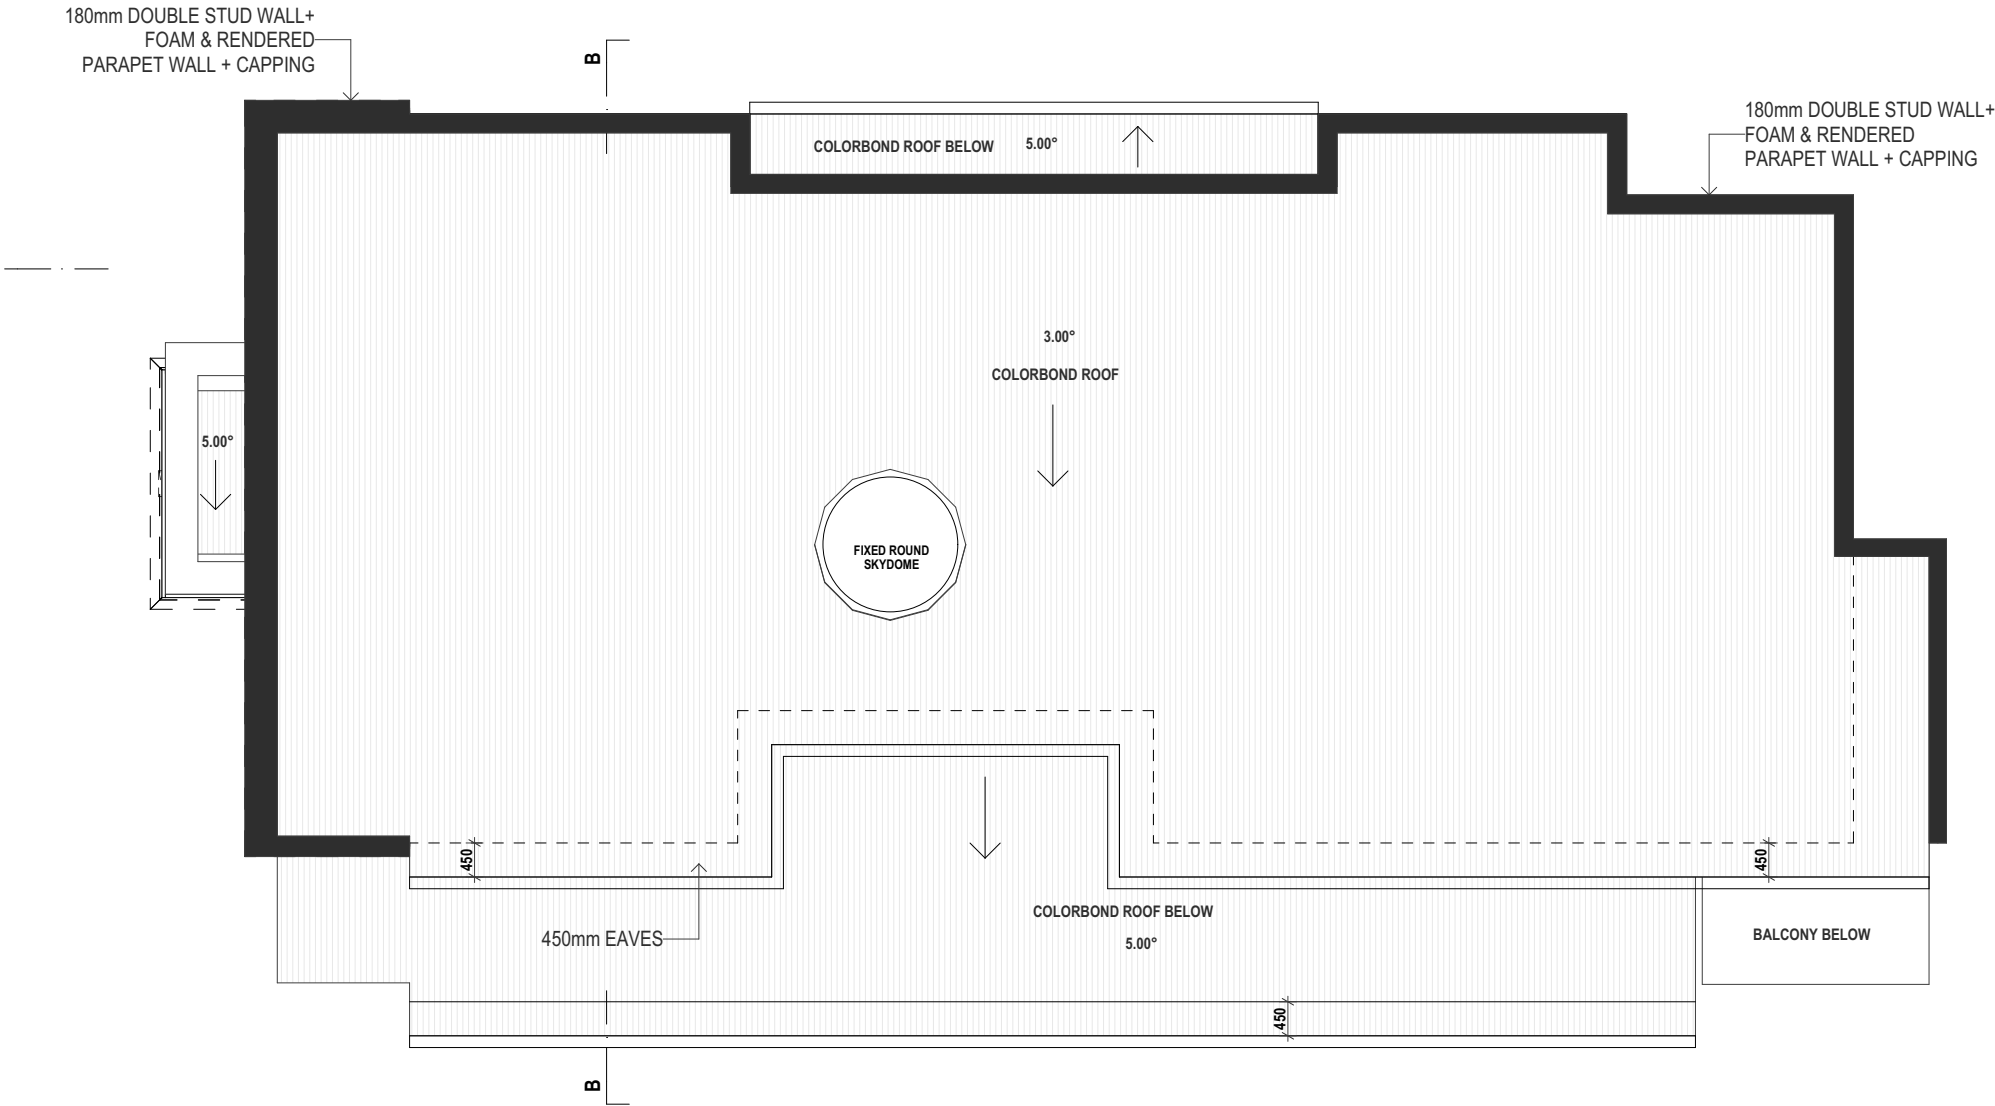 180mm DOUBLE STUD WALL+
FOAM & RENDERED
PARAPET WALL + CAPPING
B
180mm DOUBLE STUD WALL+
FOAM & RENDERED
PARAPET WALL + CAPPING
COLORBOND ROOF BELOW
5.00°
3.00°
COLORBOND ROOF
5.00°
FIXED ROUND
SKYDOME
450
450
COLORBOND ROOF BELOW
5.00°
450mm EAVES
BALCONY BELOW
450
B